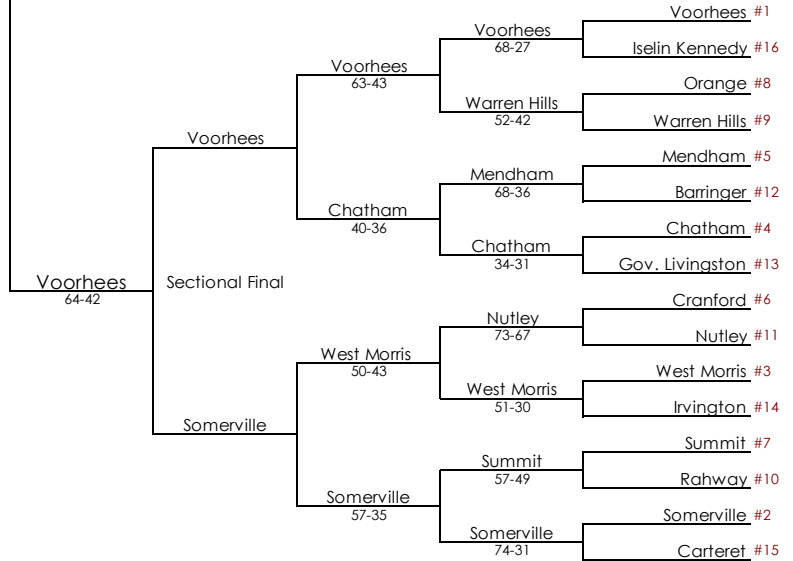 Voorhees #1
Voorhees
68-27
Iselin Kennedy #16
Voorhees
63-43
Orange #8
Warren Hills
52-42
Warren Hills #9
Voorhees
Mendham #5
Mendham
68-36
Barringer #12
Chatham
40-36
Chatham #4
Chatham
34-31
Gov. Livingston #13
Voorhees
64-42
Sectional Final
Cranford #6
Nutley
73-67
Nutley #11
West Morris
50-43
West Morris #3
West Morris
51-30
Irvington #14
Somerville
Summit #7
Summit
57-49
Rahway #10
Somerville
57-35
Somerville #2
Somerville
74-31
Carteret #15